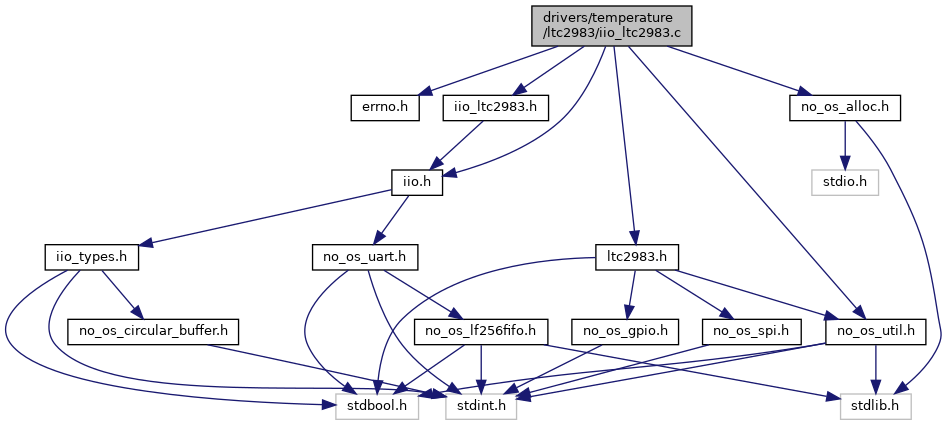 drivers/temperature
/ltc2983/iio_ltc2983.c
errno.h
iio_ltc2983.h
no_os_alloc.h
iio.h
stdio.h
iio_types.h
no_os_uart.h
ltc2983.h
no_os_circular_buffer.h
no_os_lf256fifo.h
no_os_gpio.h
no_os_spi.h
no_os_util.h
stdbool.h
stdint.h
stdlib.h